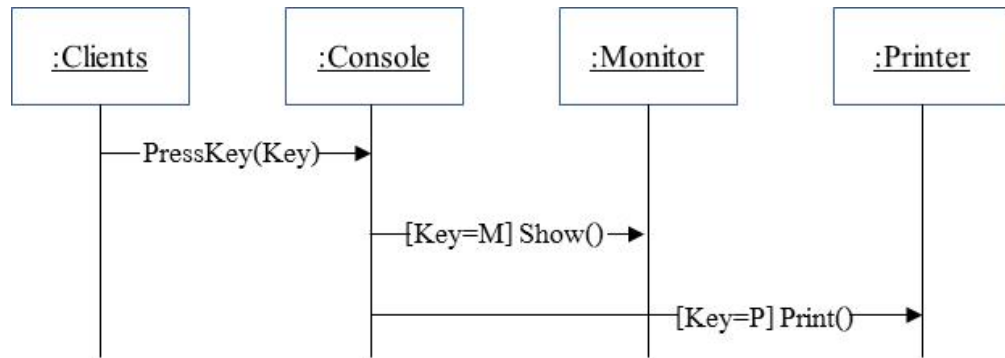 :Clients
:Console
:Monitor
:Printer
PressKey(Key)
[Key=M] Show()
[Key=P] Print()